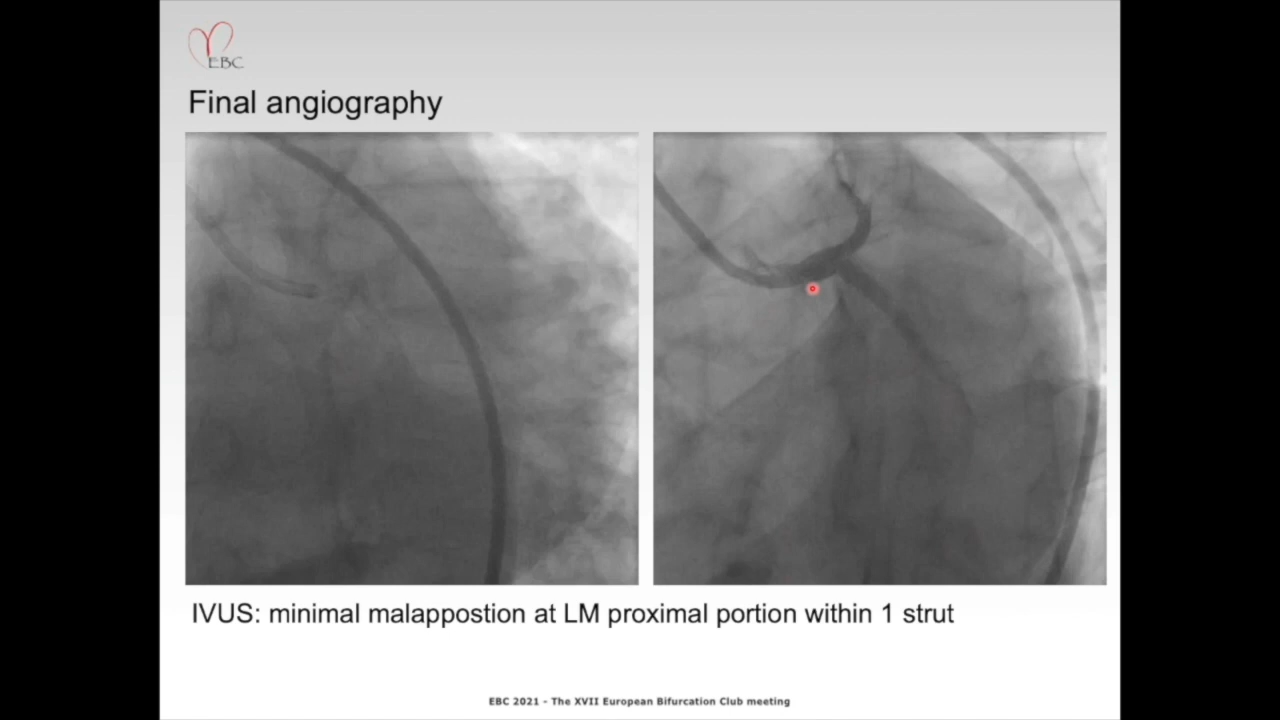 EBC
Final angiography
IVUS: minimal malappostion at LM proximal portion within 1 strut
EBC 2021 - The XVII European Bifurcation Club meeting